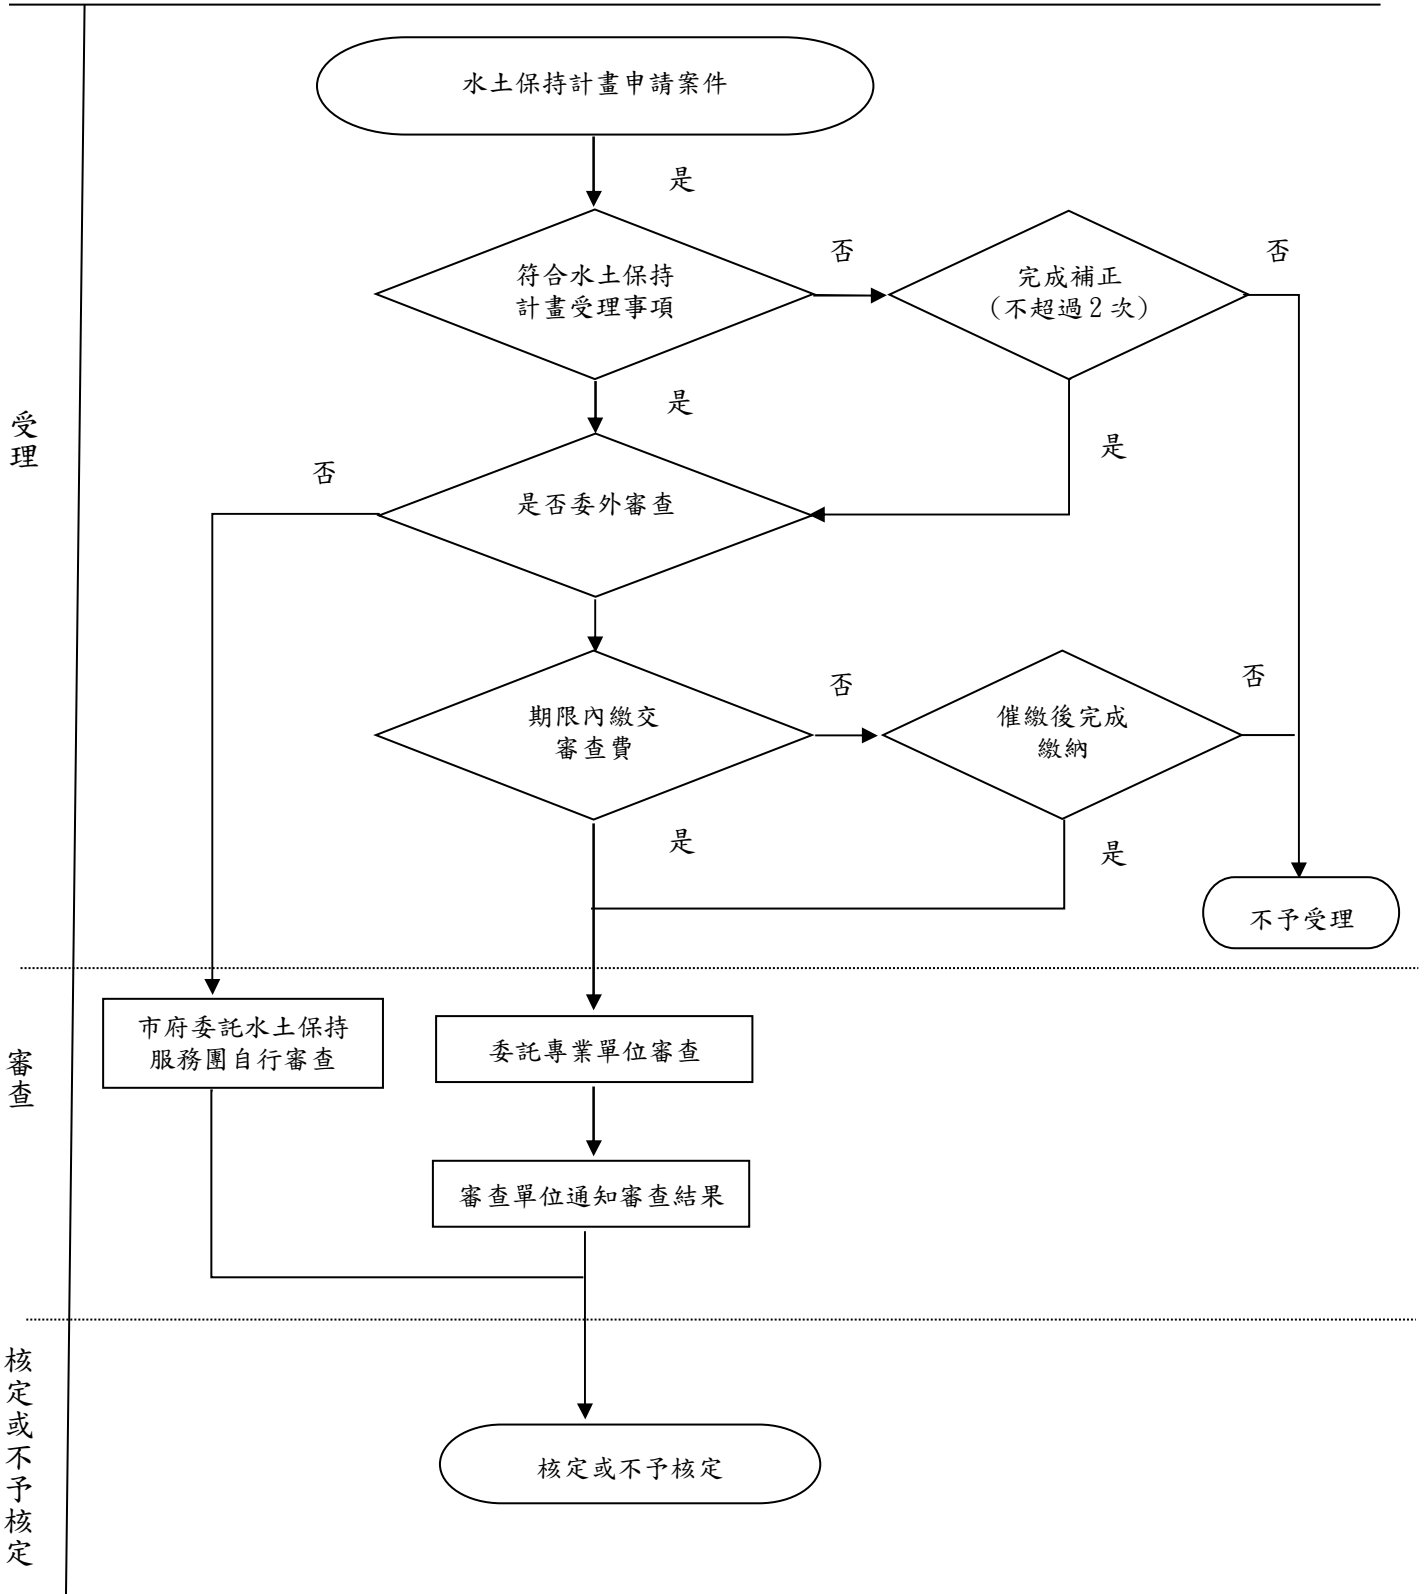 水土保持計畫申請案件
是
符合水土保持
計畫受理事項
否
完成補正
（不超過2次）
否
是
是
受理
否
是否委外審查
期限內繳交
審查費
否
催繳後完成
繳納
否
是
是
不予受理
審查
市府委託水土保持
服務團自行審查
委託專業單位審查
審查單位通知審查結果
核定或不予核定
核定或不予核定